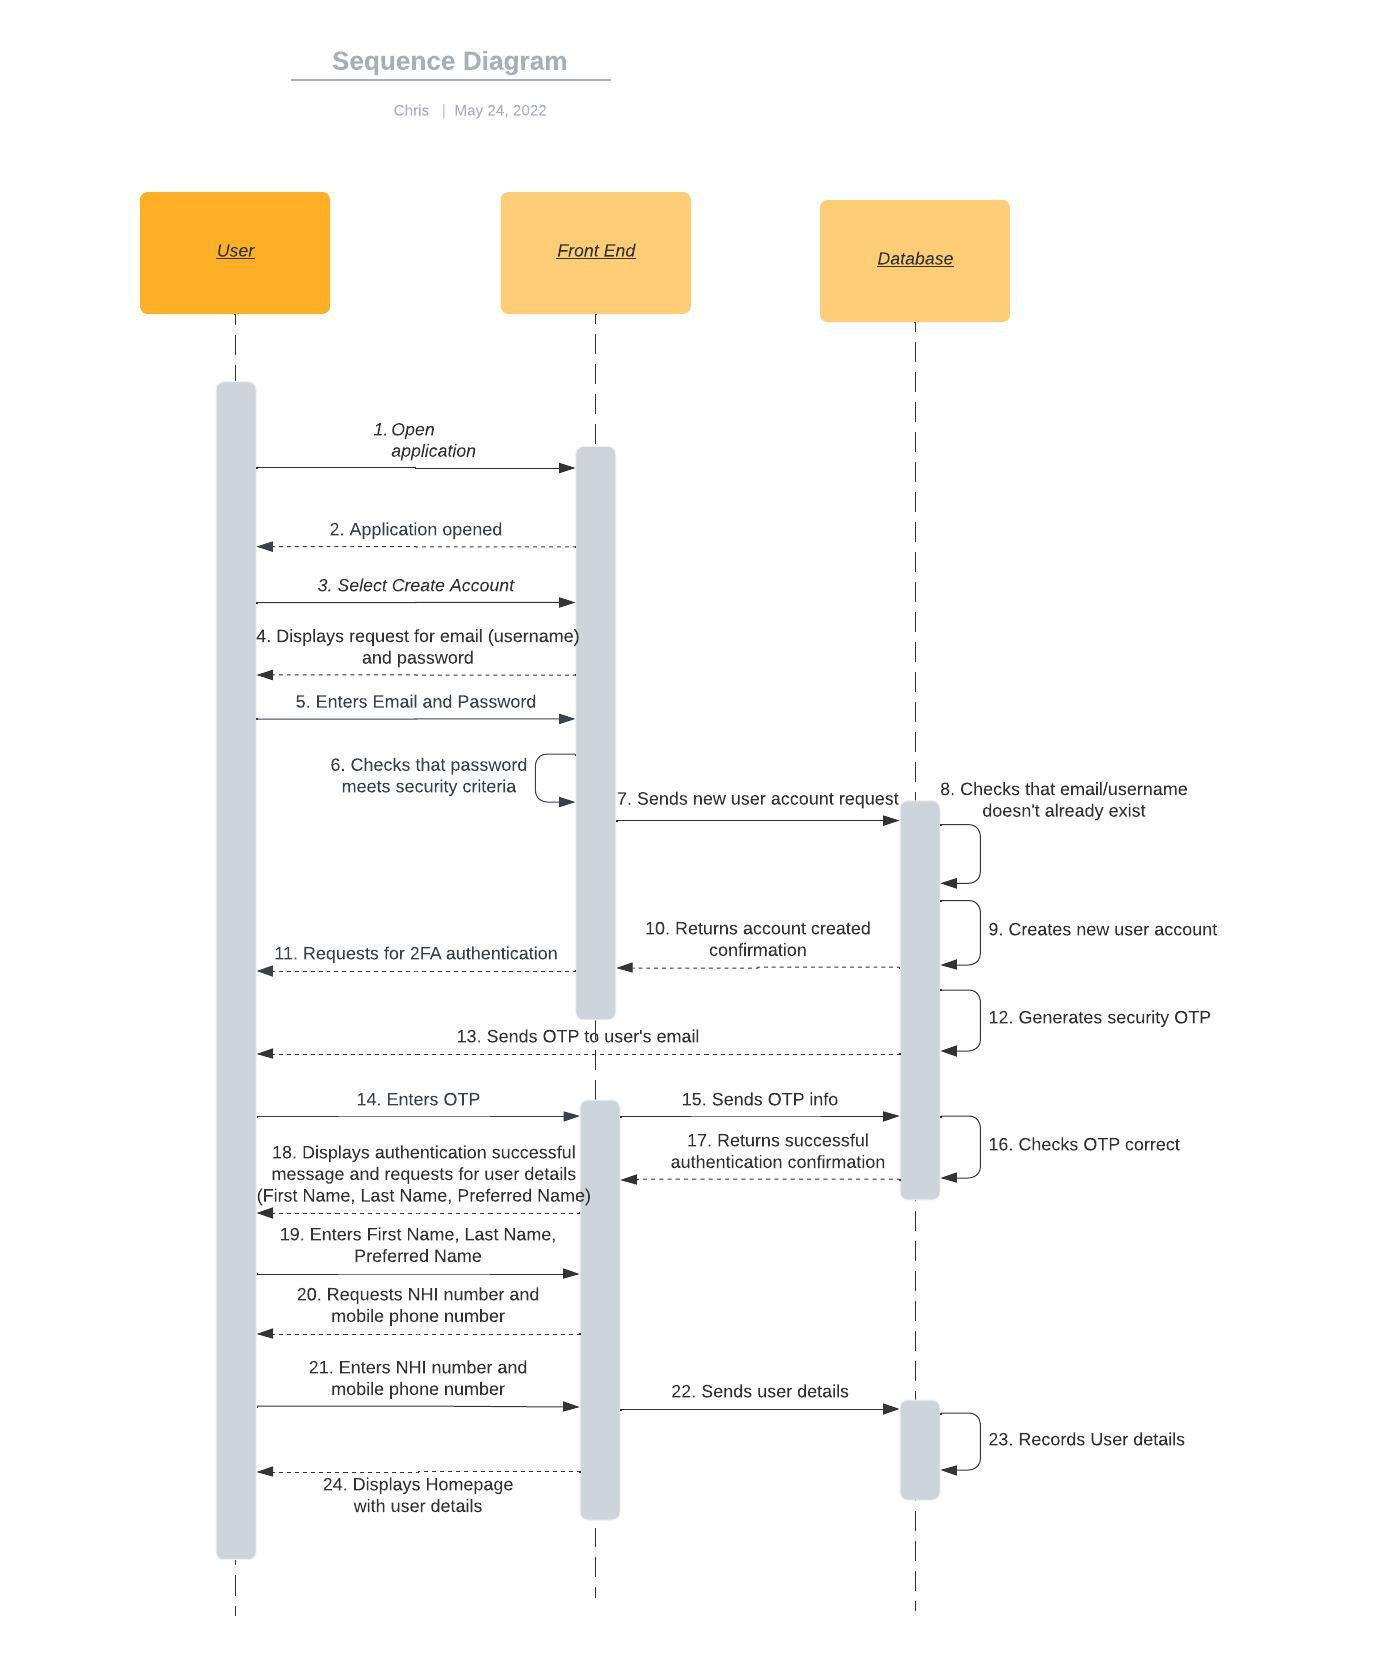 Sequence Diagram
Chris | May 24, 2022
User
Front End
Database
1. Open
application
2. Application opened
3. Select Create Account
4. Displays request for email (username)
and password
5. Enters Email and Password
6. Checks that password
meets security criteria
7. Sends new user account request
8. Checks that email/username
doesn't already exist
9. Creates new user account
10. Returns account created
confirmation
11. Requests for 2FA authentication
12. Generates security OTP
13. Sends OTP to user's email
14. Enters OTP
15. Sends OTP info
16. Checks OTP correct
17. Returns successful
authentication confirmation
18. Displays authentication successful
message and requests for user details
(First Name, Last Name, Preferred Name)
19. Enters First Name, Last Name,
Preferred Name
20. Requests NHI number and
mobile phone number
21. Enters NHI number and
mobile phone number
22. Sends user details
23. Records User details
24. Displays Homepage
with user details